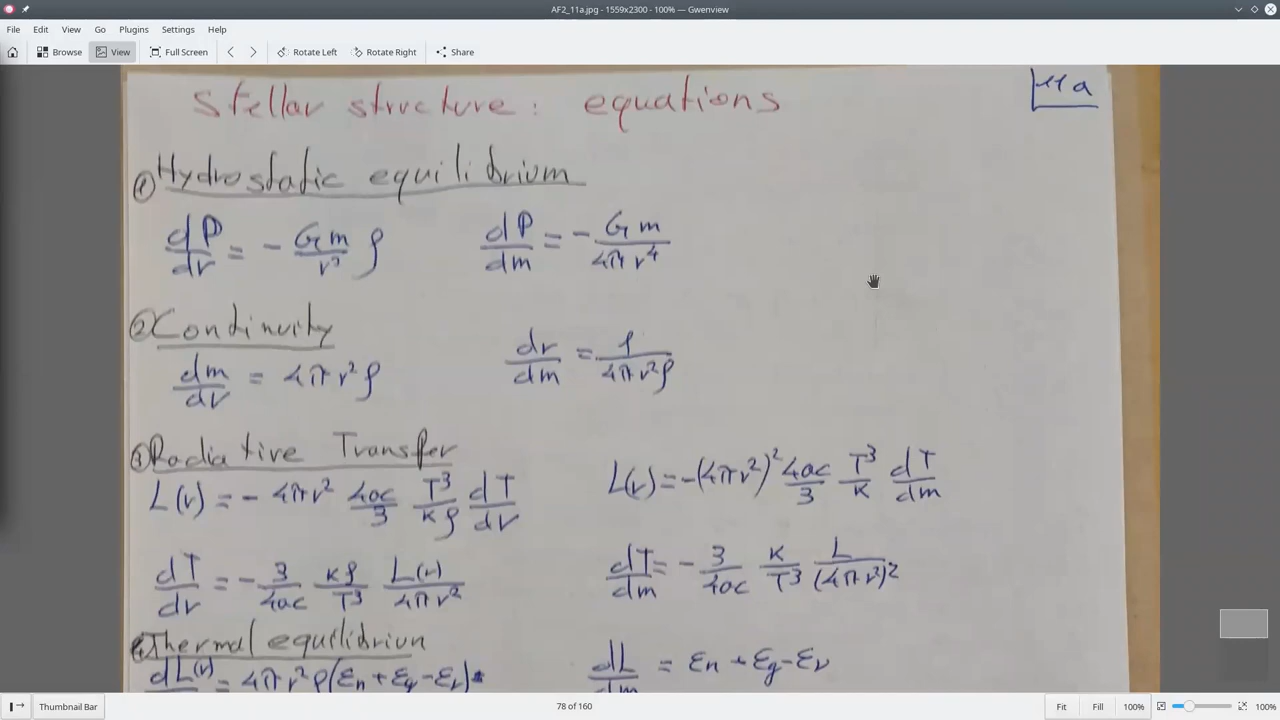 AF2_11a.jpg - 1559x2300 - 100% — Gwenview
File Edit View Go Plugins Settings Help
Browse View Full Screen Rotate Left Rotate Right Share
Stellar structure: equations
11a
① Hydrostatic equilibrium
dP/dr = - Gm/r² ρ    dP/dm = - Gm/4πr⁴
② Continuity
dm/dr = 4πr²ρ    dr/dm = 1/4πr²ρ
③ Radiative Transfer
L(r) = - 4πr² 4ac/3 T³/κρ dT/dr    L(r) = -(4πr²)² 4ac/3 T³/κ dT/dm
dT/dr = - 3/4ac κρ/T³ L(r)/4πr²    dT/dm = - 3/4ac κ/T³ L/(4πr²)²
④ Thermal equilibrium
dL(r) = 4πr²ρ(εn + εg - εν)    dL/dm = εn + εg - εν
Thumbnail Bar 78 of 160 Fit Fill 100% 100%